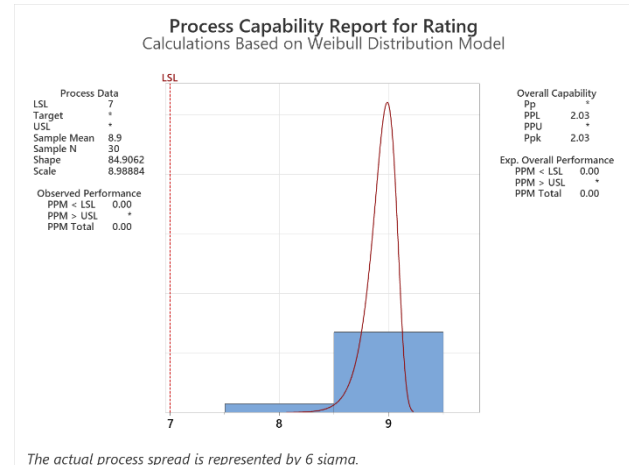 Process Capability Report for Rating
Calculations Based on Weibull Distribution Model
LSL
Process Data
LSL 7
Target *
USL *
Sample Mean 8.9
Sample N 30
Shape 84.9062
Scale 8.98884
Observed Performance
PPM < LSL 0.00
PPM > USL *
PPM Total 0.00
Overall Capability
Pp *
PPL 2.03
PPU *
Ppk 2.03
Exp. Overall Performance
PPM < LSL 0.00
PPM > USL *
PPM Total 0.00
7 8 9
The actual process spread is represented by 6 sigma.